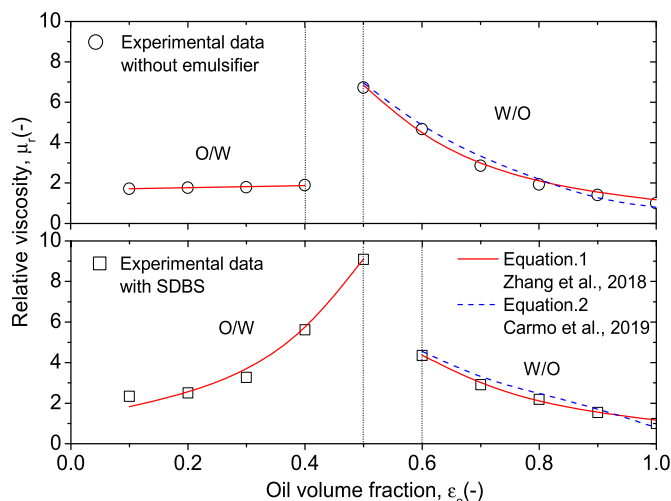 10
8
6
4
2
0
Experimental data
without emulsifier
O/W
W/O
Relative viscosity, μr(-)
10
8
6
4
2
0
Experimental data
with SDBS
O/W
Equation.1
Zhang et al., 2018
Equation.2
Carmo et al., 2019
W/O
0.0 0.2 0.4 0.6 0.8 1.0
Oil volume fraction, εo(-)